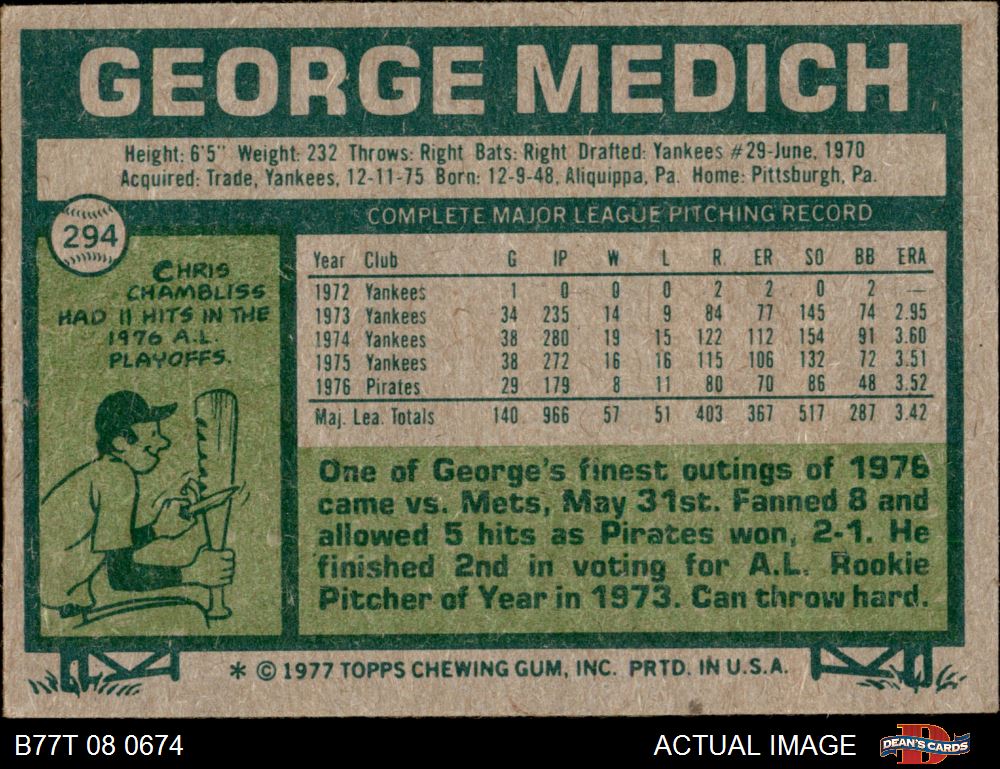 GEORGE MEDICH
Height: 6'5" Weight: 232 Throws: Right Bats: Right Drafted: Yankees #29-June, 1970
Acquired: Trade, Yankees, 12-11-75 Born: 12-9-48, Aliquippa, Pa. Home: Pittsburgh, Pa.
294
CHRIS
CHAMBLISS
HAD 11 HITS IN THE
1976 A.L.
PLAYOFFS.
COMPLETE MAJOR LEAGUE PITCHING RECORD
Year Club G IP W L R. ER SO BB ERA
1972 Yankees 1 0 0 0 2 2 0 2 —
1973 Yankees 34 235 14 9 84 77 145 74 2.95
1974 Yankees 38 280 19 15 122 112 154 91 3.60
1975 Yankees 38 272 16 16 115 106 132 72 3.51
1976 Pirates 29 179 8 11 80 70 86 48 3.52
Maj. Lea. Totals 140 966 57 51 403 367 517 287 3.42
One of George's finest outings of 1976
came vs. Mets, May 31st. Fanned 8 and
allowed 5 hits as Pirates won, 2-1. He
finished 2nd in voting for A.L. Rookie
Pitcher of Year in 1973. Can throw hard.
* © 1977 TOPPS CHEWING GUM, INC. PRTD. IN U.S.A.
B77T 08 0674
ACTUAL IMAGE
DEAN'S CARDS